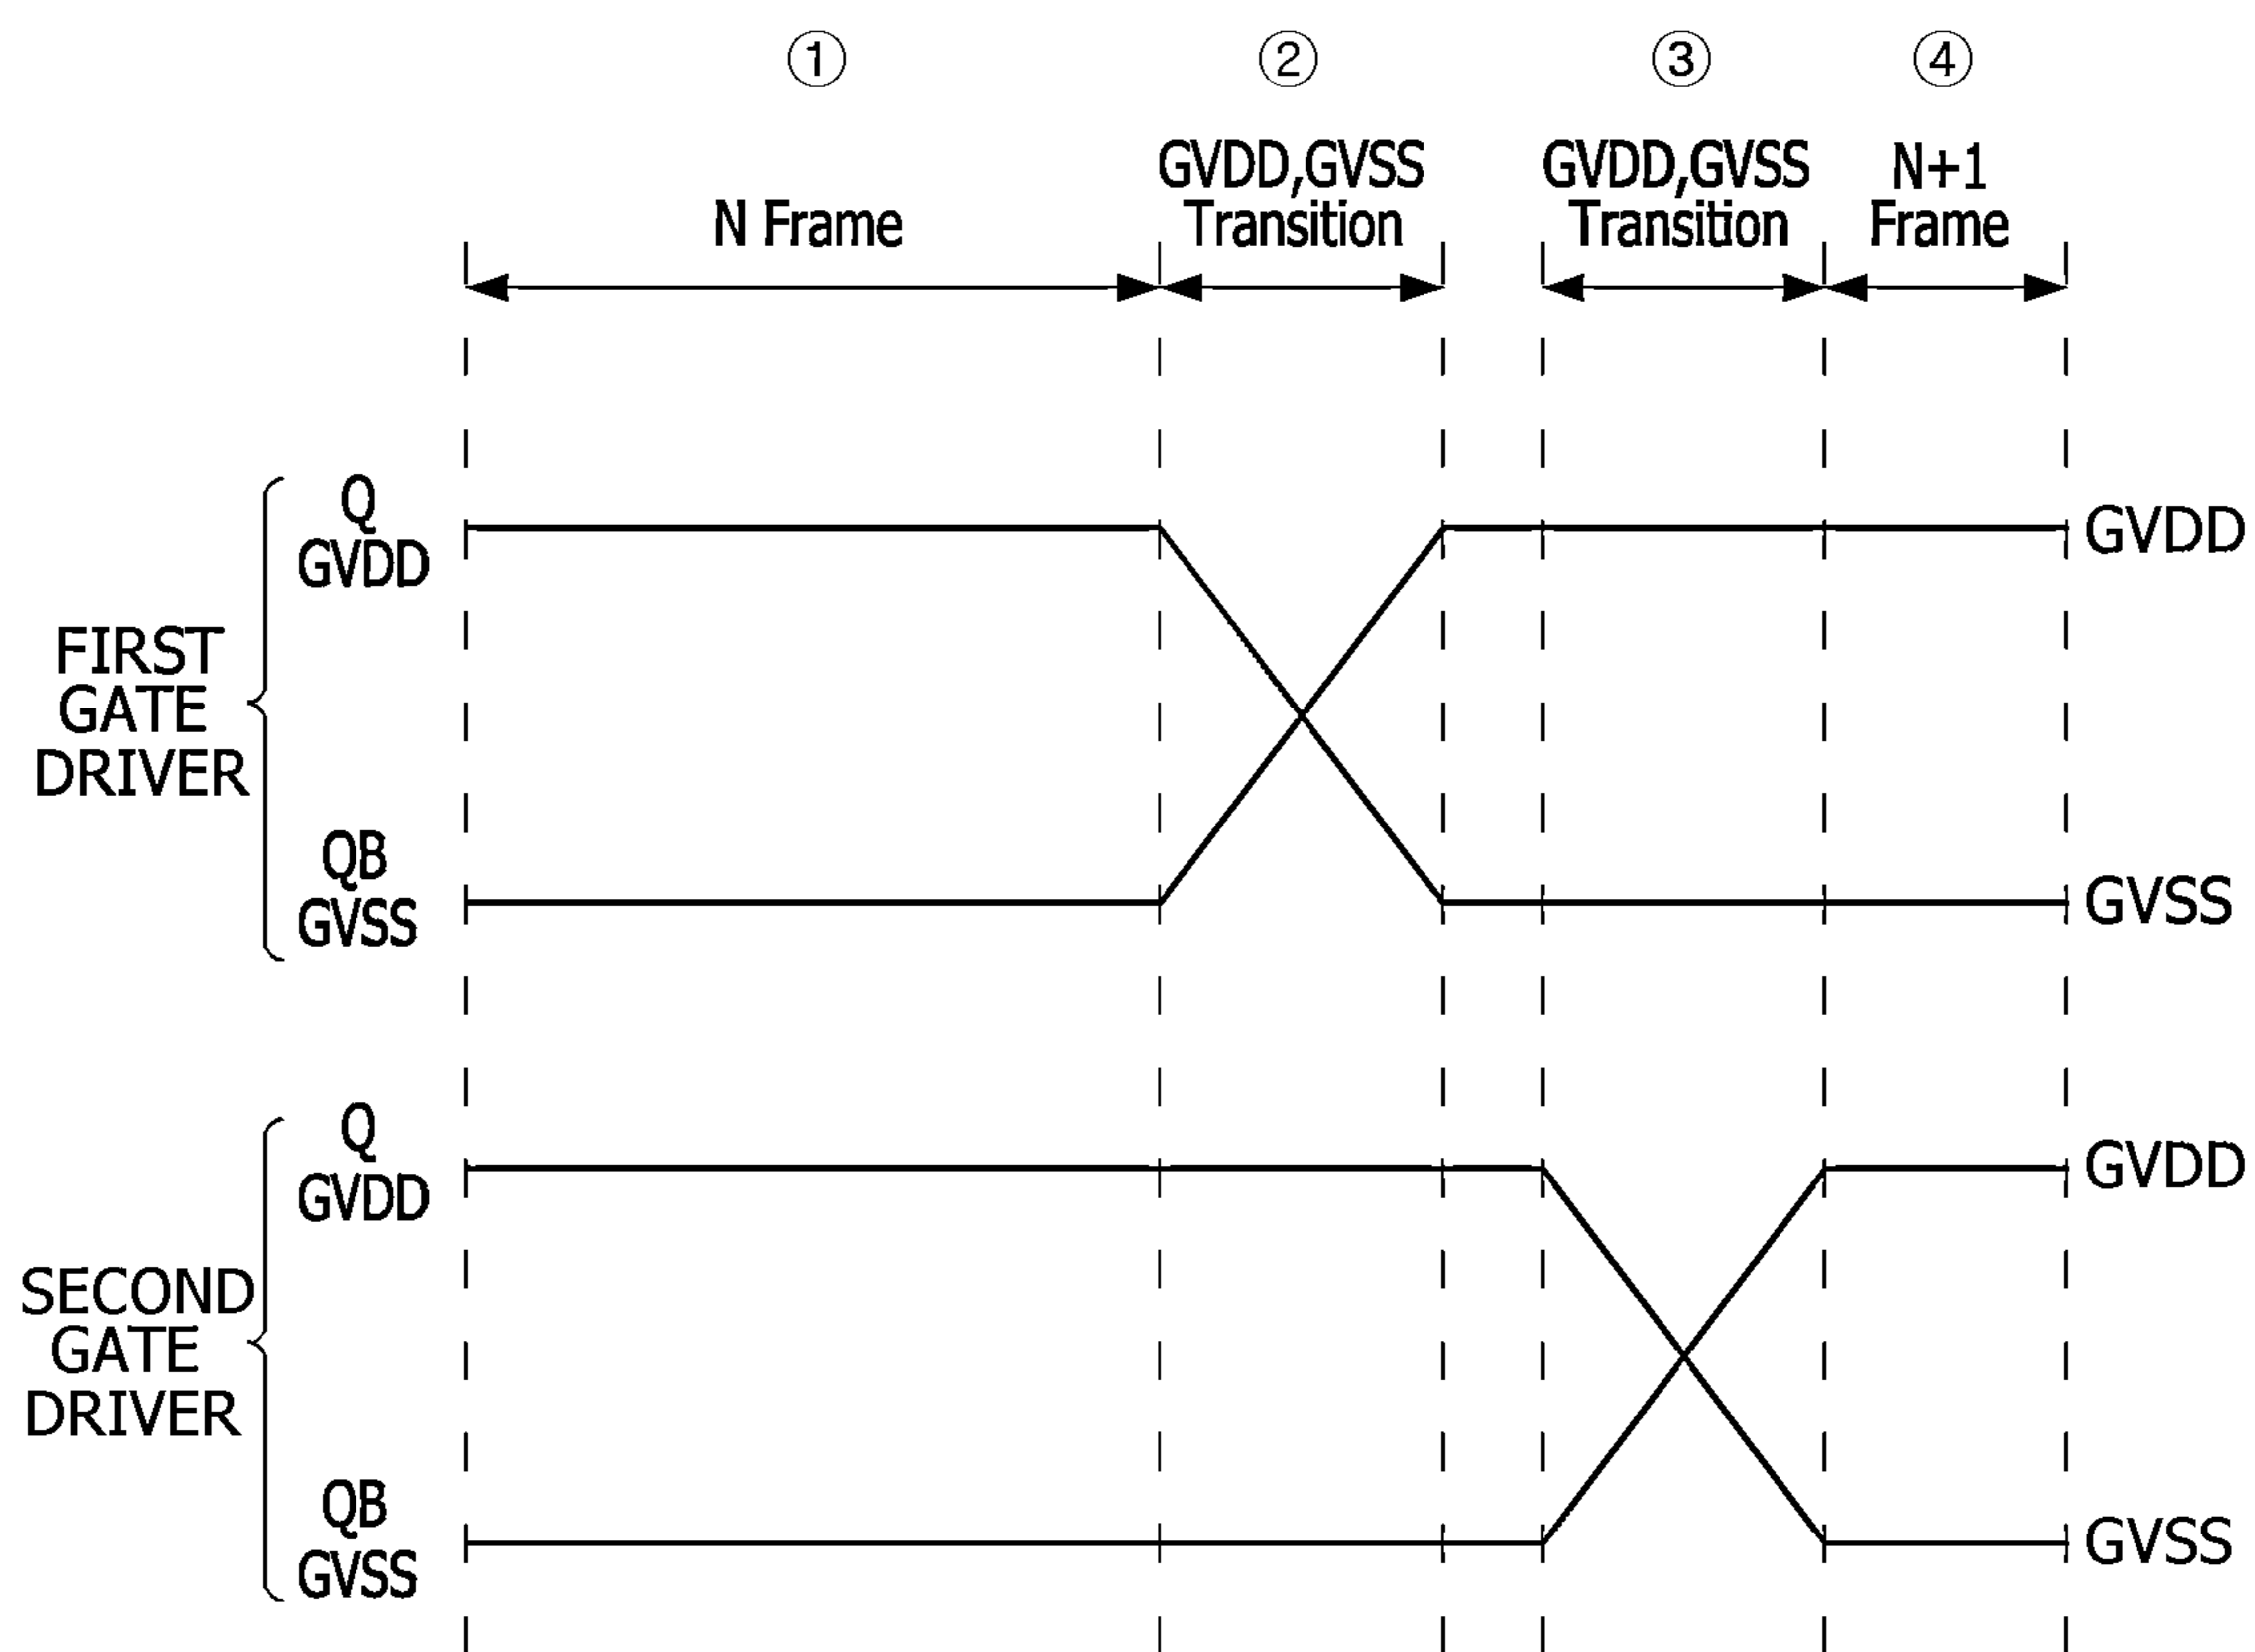 ① ② ③ ④
N Frame
GVDD,GVSS
Transition
GVDD,GVSS
Transition
N+1
Frame
FIRST
GATE
DRIVER
Q
GVDD
QB
GVSS
GVDD
GVSS
SECOND
GATE
DRIVER
Q
GVDD
QB
GVSS
GVDD
GVSS